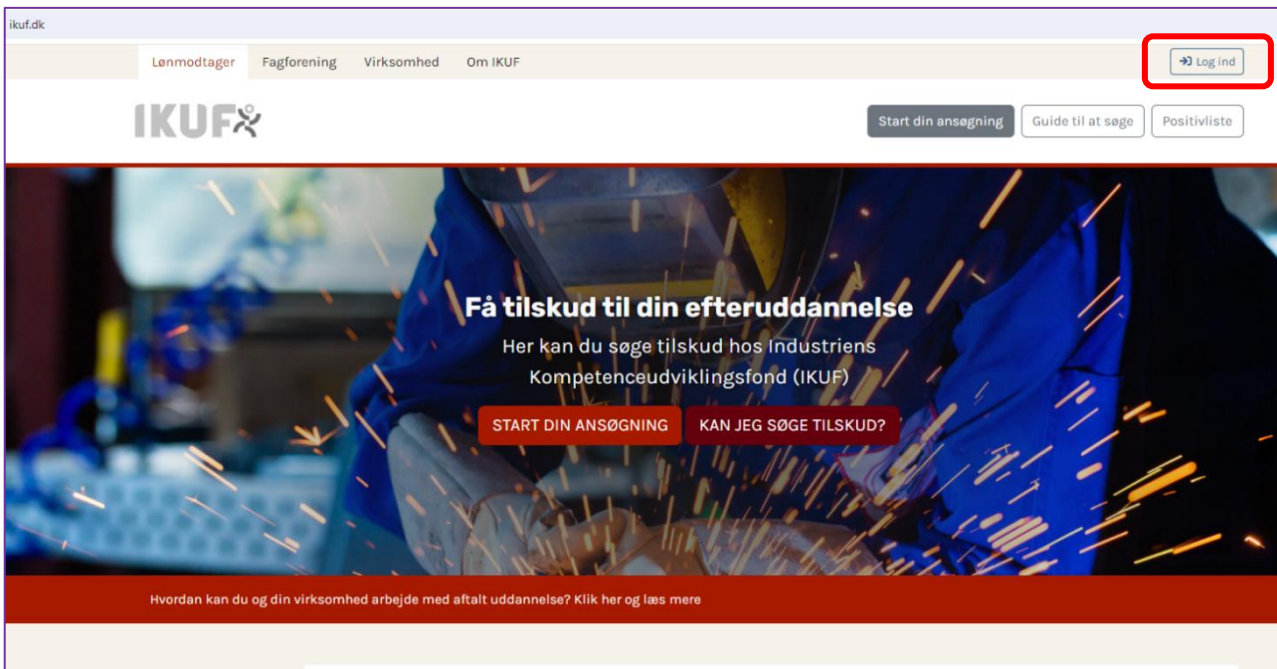 ikuf.dk
Lønmodtager Fagforening Virksomhed Om IKUF Log ind
IKUF
Start din ansøgning Guide til at søge Positivliste
Få tilskud til din efteruddannelse
Her kan du søge tilskud hos Industriens
Kompetenceudviklingsfond (IKUF)
START DIN ANSØGNING KAN JEG SØGE TILSKUD?
Hvordan kan du og din virksomhed arbejde med aftalt uddannelse? Klik her og læs mere